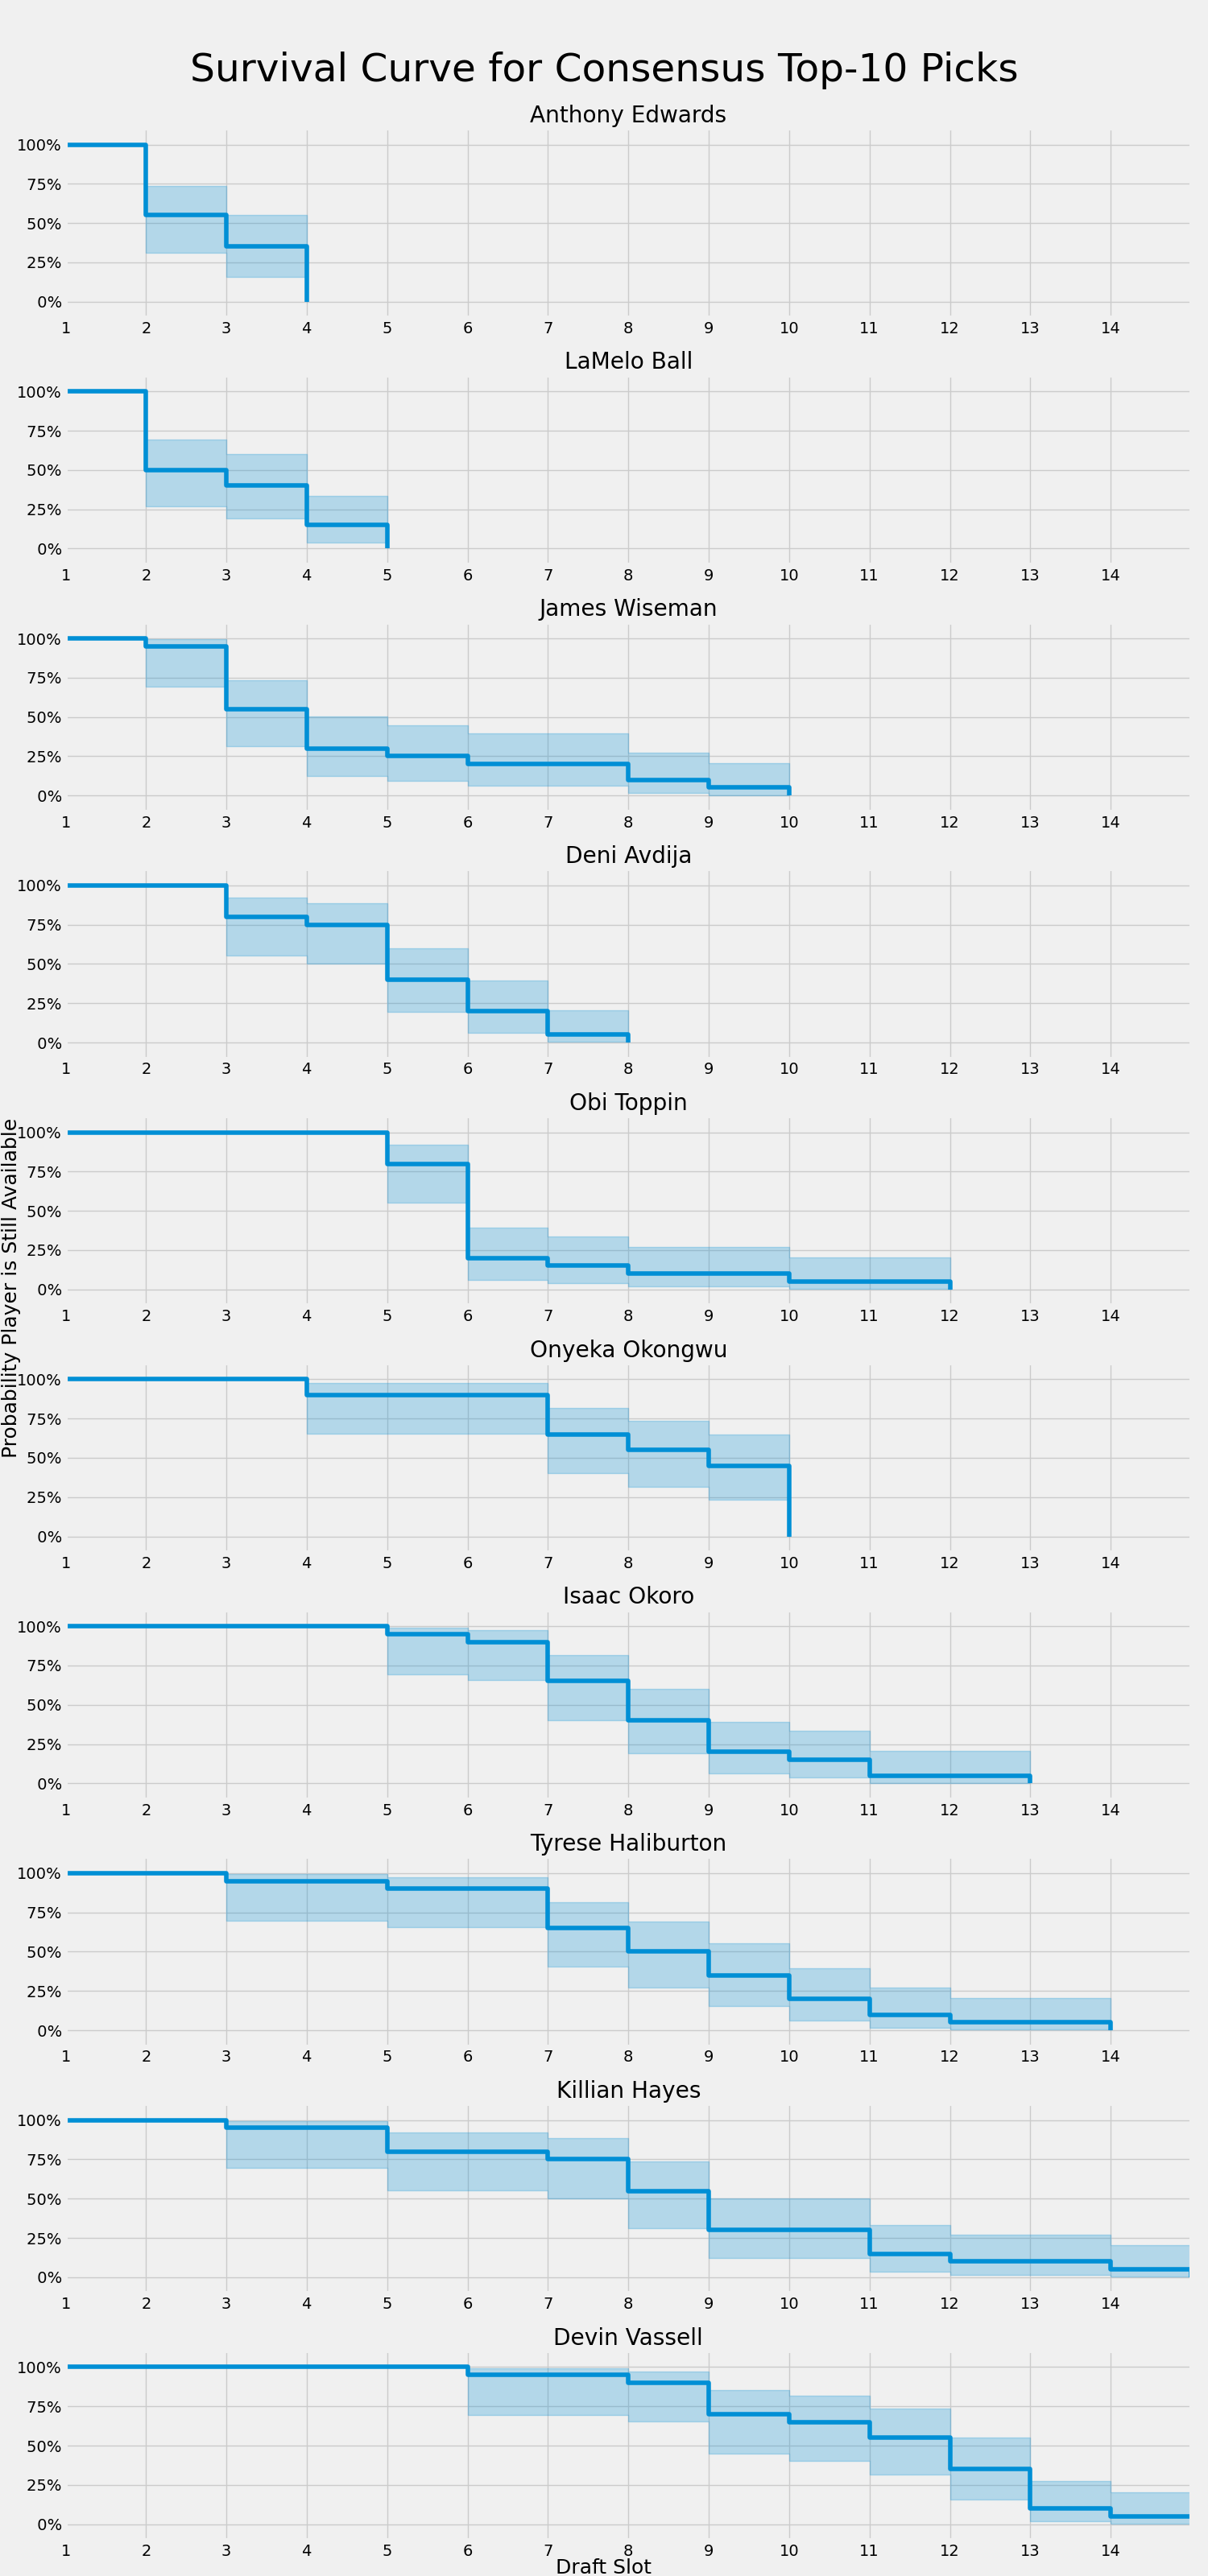 Survival Curve for Consensus Top-10 Picks
Anthony Edwards
100%
75%
50%
25%
0%
1 2 3 4 5 6 7 8 9 10 11 12 13 14
LaMelo Ball
100%
75%
50%
25%
0%
1 2 3 4 5 6 7 8 9 10 11 12 13 14
James Wiseman
100%
75%
50%
25%
0%
1 2 3 4 5 6 7 8 9 10 11 12 13 14
Deni Avdija
100%
75%
50%
25%
0%
1 2 3 4 5 6 7 8 9 10 11 12 13 14
Probability Player is Still Available
Obi Toppin
100%
75%
50%
25%
0%
1 2 3 4 5 6 7 8 9 10 11 12 13 14
Onyeka Okongwu
100%
75%
50%
25%
0%
1 2 3 4 5 6 7 8 9 10 11 12 13 14
Isaac Okoro
100%
75%
50%
25%
0%
1 2 3 4 5 6 7 8 9 10 11 12 13 14
Tyrese Haliburton
100%
75%
50%
25%
0%
1 2 3 4 5 6 7 8 9 10 11 12 13 14
Killian Hayes
100%
75%
50%
25%
0%
1 2 3 4 5 6 7 8 9 10 11 12 13 14
Devin Vassell
100%
75%
50%
25%
0%
1 2 3 4 5 6 7 8 9 10 11 12 13 14
Draft Slot